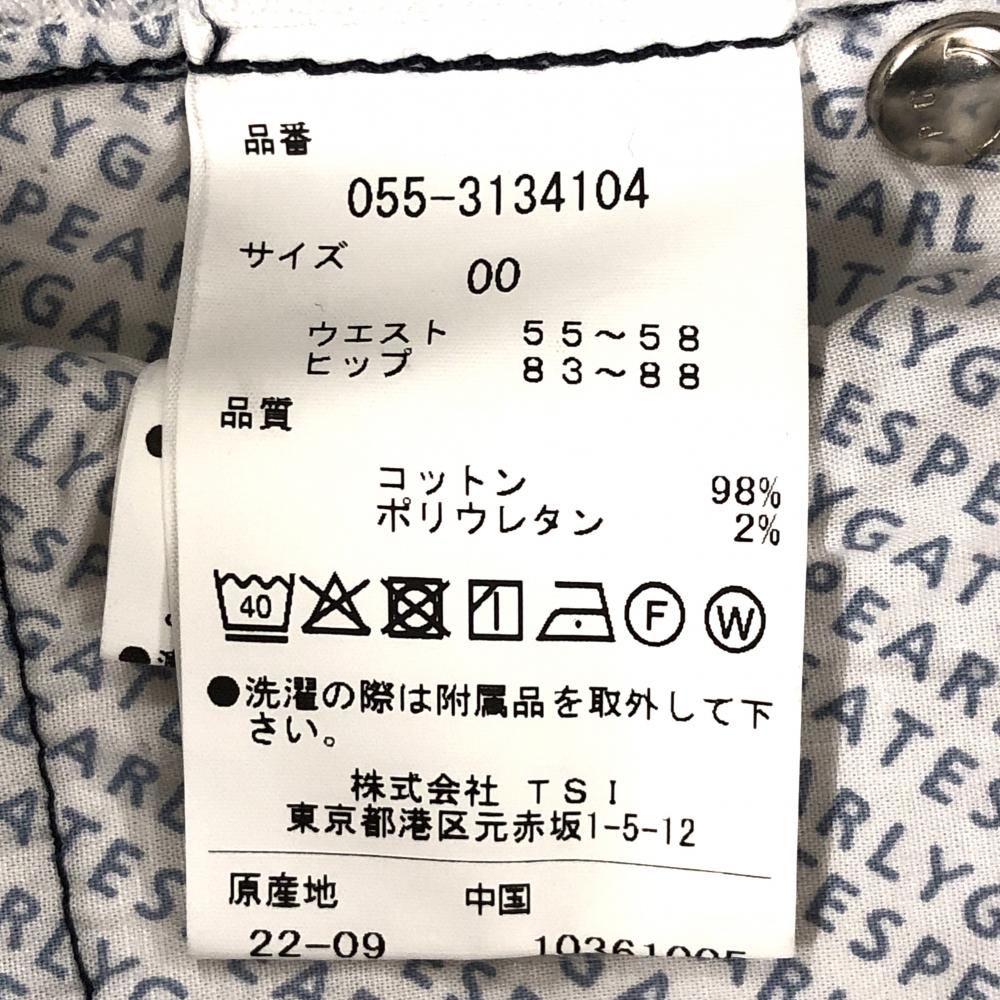 品番
055-3134104
サイズ 00
ウエスト 55～58
ヒップ 83～88
品質
コットン 98%
ポリウレタン 2%
40 F W
●洗濯の際は附属品を取外して下
さい。
株式会社 TSI
東京都港区元赤坂1-5-12
原産地 中国
22-09